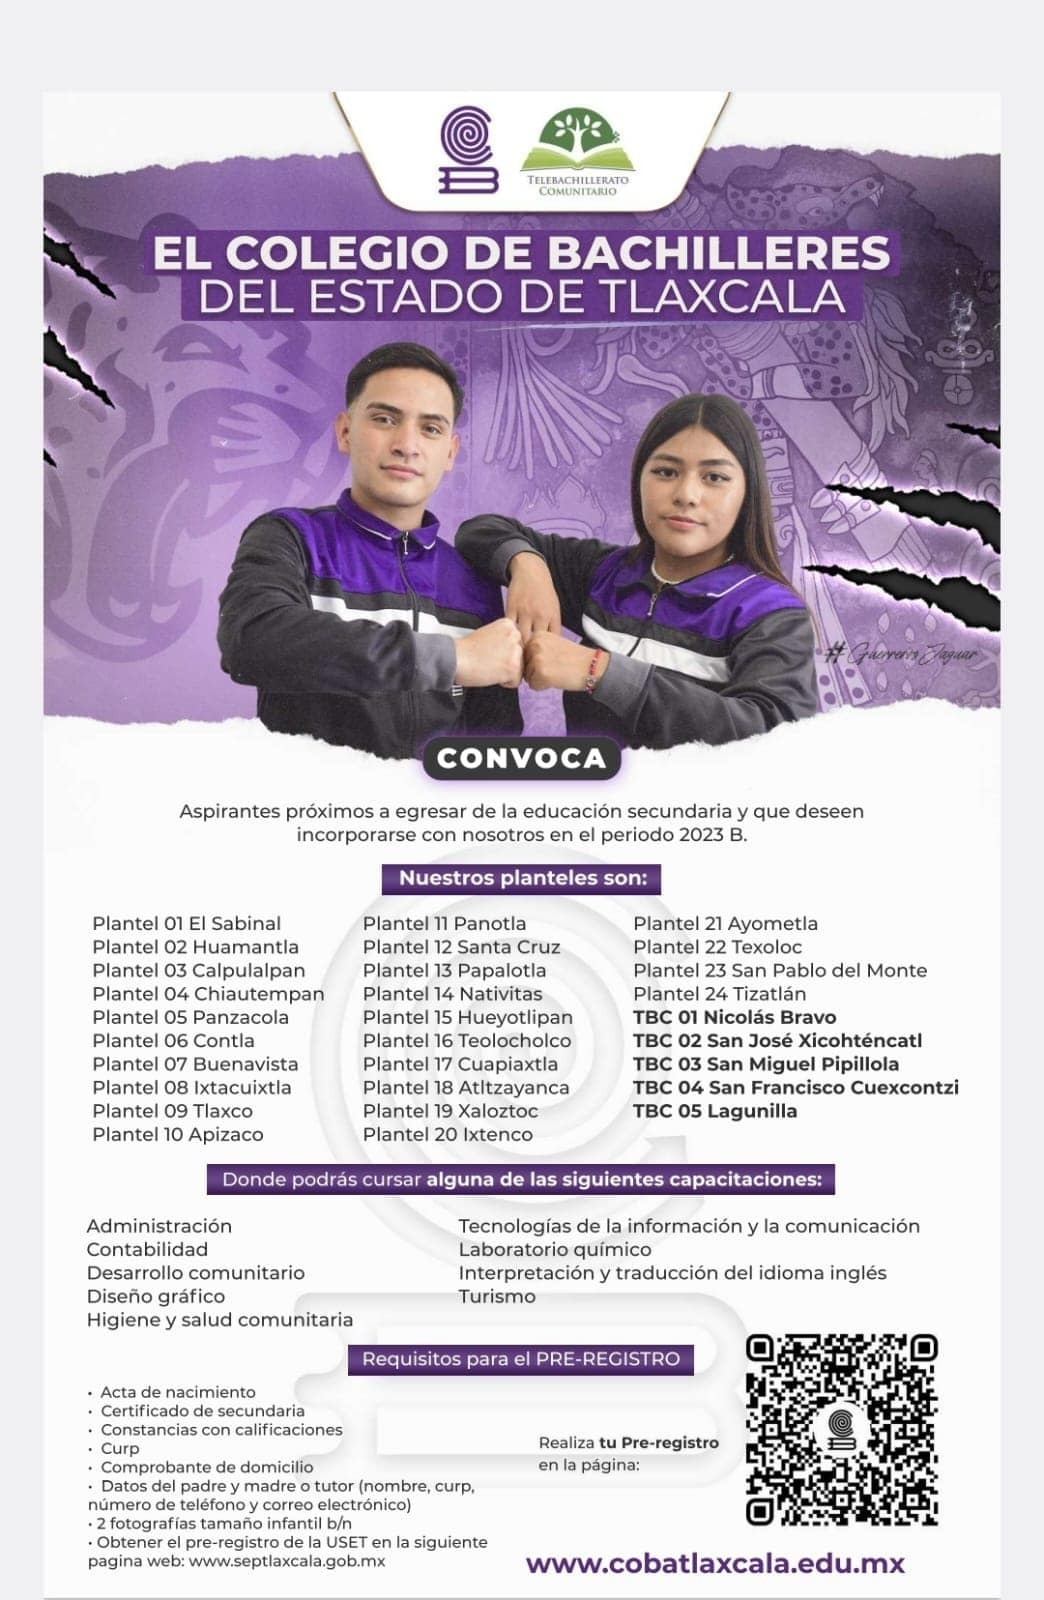 TELEBACHILLERATO
COMUNITARIO
EL COLEGIO DE BACHILLERES
DEL ESTADO DE TLAXCALA
# Guerreros Jaguar
CONVOCA
Aspirantes próximos a egresar de la educación secundaria y que deseen
incorporarse con nosotros en el periodo 2023 B.
Nuestros planteles son:
Plantel 01 El Sabinal
Plantel 02 Huamantla
Plantel 03 Calpulalpan
Plantel 04 Chiautempan
Plantel 05 Panzacola
Plantel 06 Contla
Plantel 07 Buenavista
Plantel 08 Ixtacuixtla
Plantel 09 Tlaxco
Plantel 10 Apizaco
Plantel 11 Panotla
Plantel 12 Santa Cruz
Plantel 13 Papalotla
Plantel 14 Nativitas
Plantel 15 Hueyotlipan
Plantel 16 Teolocholco
Plantel 17 Cuapiaxtla
Plantel 18 Atltzayanca
Plantel 19 Xaloztoc
Plantel 20 Ixtenco
Plantel 21 Ayometla
Plantel 22 Texoloc
Plantel 23 San Pablo del Monte
Plantel 24 Tizatlán
TBC 01 Nicolás Bravo
TBC 02 San José Xicohténcatl
TBC 03 San Miguel Pipillola
TBC 04 San Francisco Cuexcontzi
TBC 05 Lagunilla
Donde podrás cursar alguna de las siguientes capacitaciones:
Administración
Contabilidad
Desarrollo comunitario
Diseño gráfico
Higiene y salud comunitaria
Tecnologías de la información y la comunicación
Laboratorio químico
Interpretación y traducción del idioma inglés
Turismo
Requisitos para el PRE-REGISTRO
• Acta de nacimiento
• Certificado de secundaria
• Constancias con calificaciones
• Curp
• Comprobante de domicilio
• Datos del padre y madre o tutor (nombre, curp,
número de teléfono y correo electrónico)
• 2 fotografías tamaño infantil b/n
• Obtener el pre-registro de la USET en la siguiente
pagina web: www.septlaxcala.gob.mx
Realiza tu Pre-registro
en la página:
www.cobatlaxcala.edu.mx